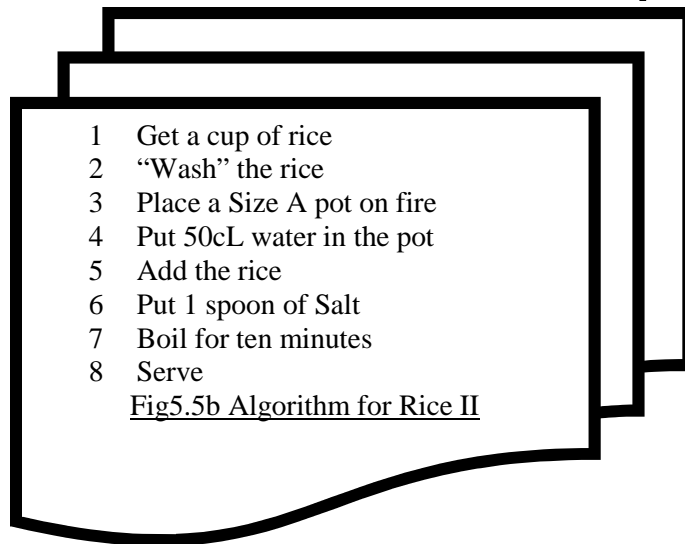 1 Get a cup of rice
2 “Wash” the rice
3 Place a Size A pot on fire
4 Put 50cL water in the pot
5 Add the rice
6 Put 1 spoon of Salt
7 Boil for ten minutes
8 Serve
Fig5.5b Algorithm for Rice II